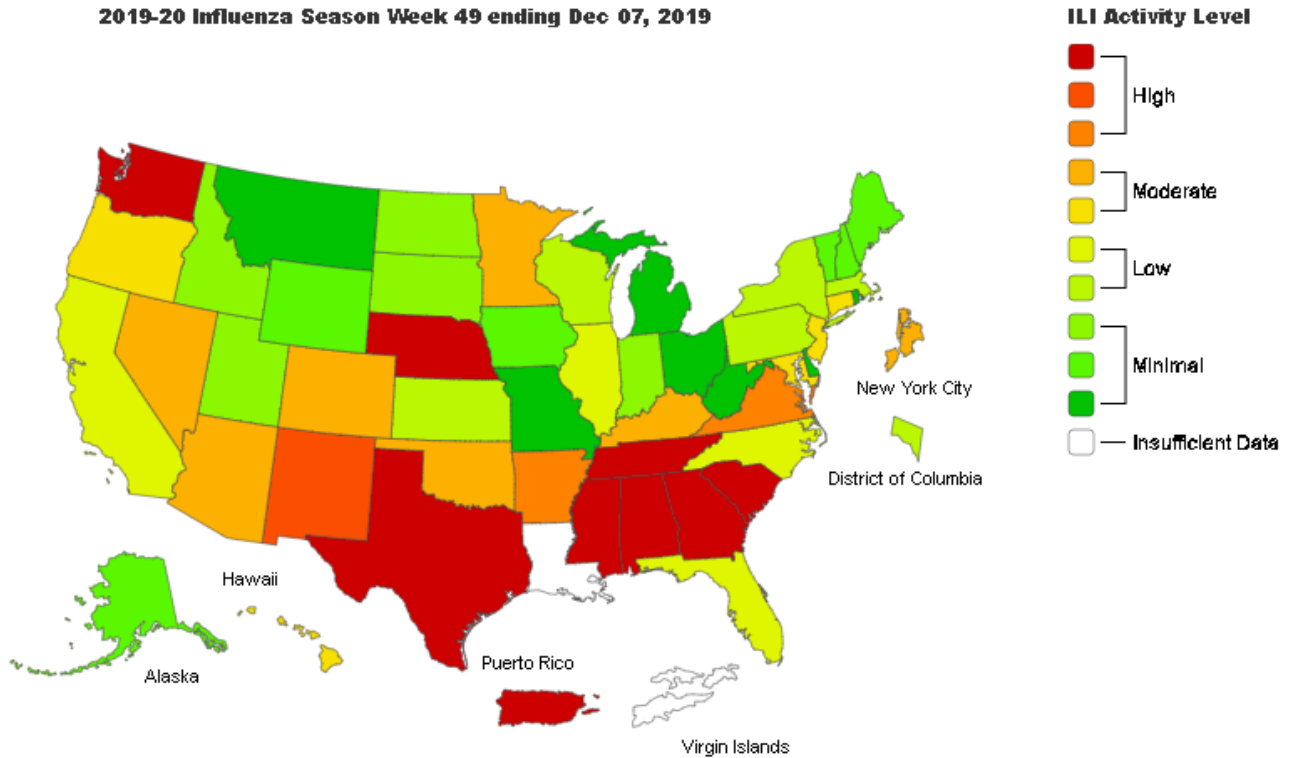 2019-20 Influenza Season Week 49 ending Dec 07, 2019
ILI Activity Level
High
Moderate
Low
Minimal
Insufficient Data
New York City
District of Columbia
Hawaii
Alaska
Puerto Rico
Virgin Islands